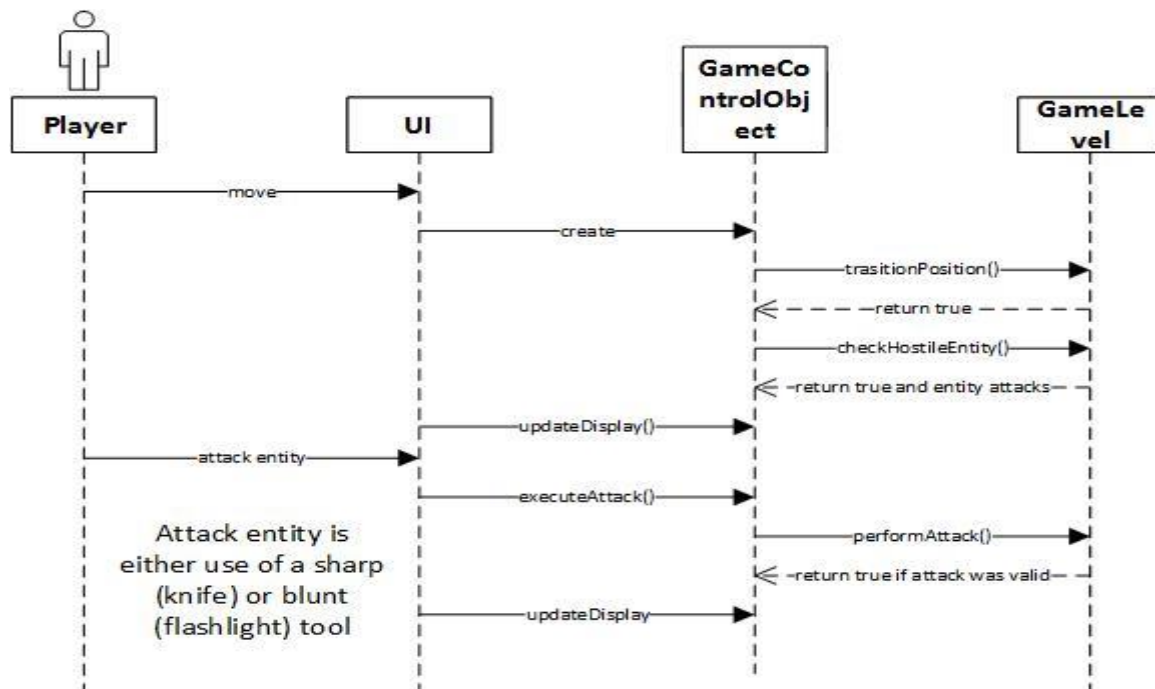 Player
UI
GameCo
ntrolObj
ect
GameLe
vel
move
create
trasitionPosition()
return true
checkHostileEntity()
return true and entity attacks
updateDisplay()
attack entity
executeAttack()
Attack entity is
either use of a sharp
(knife) or blunt
(flashlight) tool
performAttack()
return true if attack was valid
updateDisplay